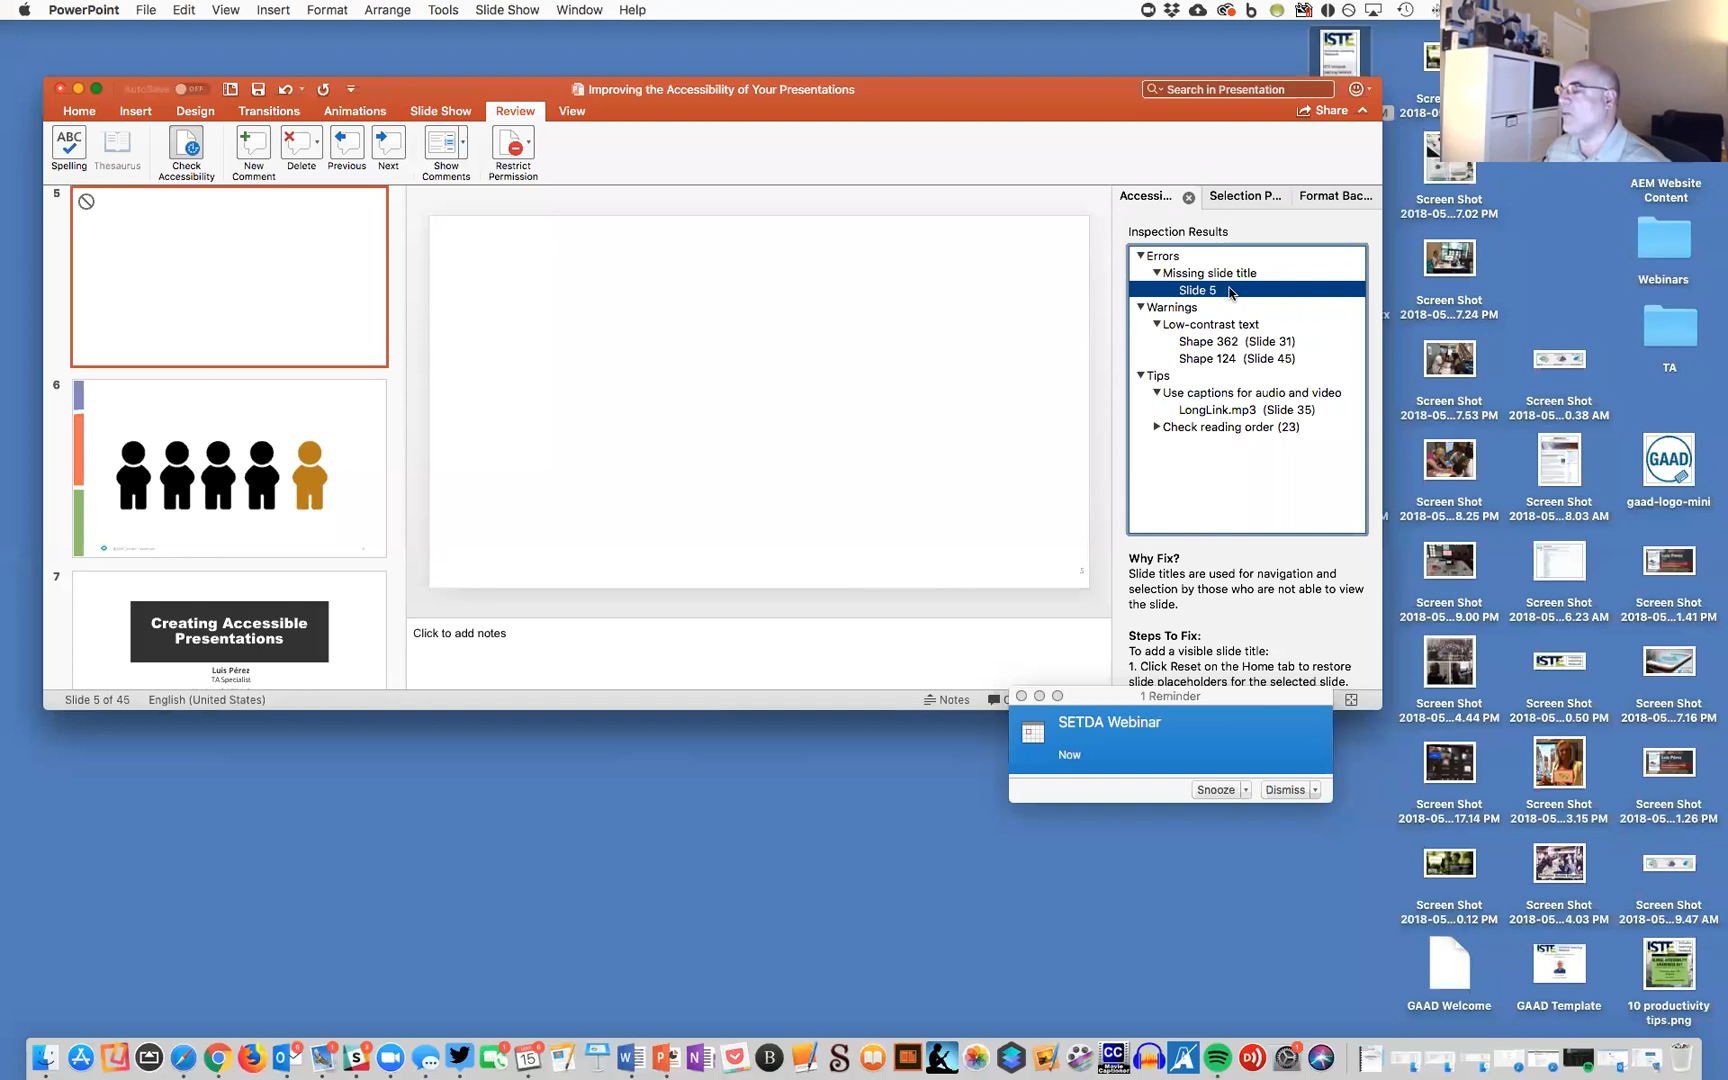 PowerPoint File Edit View Insert Format Arrange Tools Slide Show Window Help
AutoSave OFF
Improving the Accessibility of Your Presentations
Search in Presentation
Home Insert Design Transitions Animations Slide Show Review View
Share
ABC
Spelling
Thesaurus
Check
Accessibility
New
Comment
Delete
Previous
Next
Show
Comments
Restrict
Permission
5
6
7
Creating Accessible
Presentations
Luis Pérez
TA Specialist
5
Click to add notes
Accessi...
Selection P...
Format Bac...
Inspection Results
Errors
Missing slide title
Slide 5
Warnings
Low-contrast text
Shape 362 (Slide 31)
Shape 124 (Slide 45)
Tips
Use captions for audio and video
LongLink.mp3 (Slide 35)
Check reading order (23)
Why Fix?
Slide titles are used for navigation and
selection by those who are not able to view
the slide.
Steps To Fix:
To add a visible slide title:
1. Click Reset on the Home tab to restore
slide placeholders for the selected slide.
Slide 5 of 45
English (United States)
Notes
1 Reminder
SETDA Webinar
Now
Snooze
Dismiss
ISTE
AEM Website
Content
Screen Shot
2018-05...7.02 PM
Webinars
Screen Shot
2018-05...7.24 PM
TA
Screen Shot
2018-05...7.53 PM
Screen Shot
2018-05...0.38 AM
GAAD
Screen Shot
2018-05...8.25 PM
Screen Shot
2018-05...8.03 AM
gaad-logo-mini
Screen Shot
2018-05...9.00 PM
Screen Shot
2018-05...6.23 AM
Screen Shot
2018-05...1.41 PM
ISTE
Screen Shot
2018-05...4.44 PM
Screen Shot
2018-05...0.50 PM
Screen Shot
2018-05...7.16 PM
Screen Shot
2018-05...17.14 PM
Screen Shot
2018-05...3.15 PM
Screen Shot
2018-05...1.26 PM
Screen Shot
2018-05...0.12 PM
Screen Shot
2018-05...4.03 PM
Screen Shot
2018-05...9.47 AM
ISTE
GAAD Welcome
GAAD Template
10 productivity
tips.png
15
CC